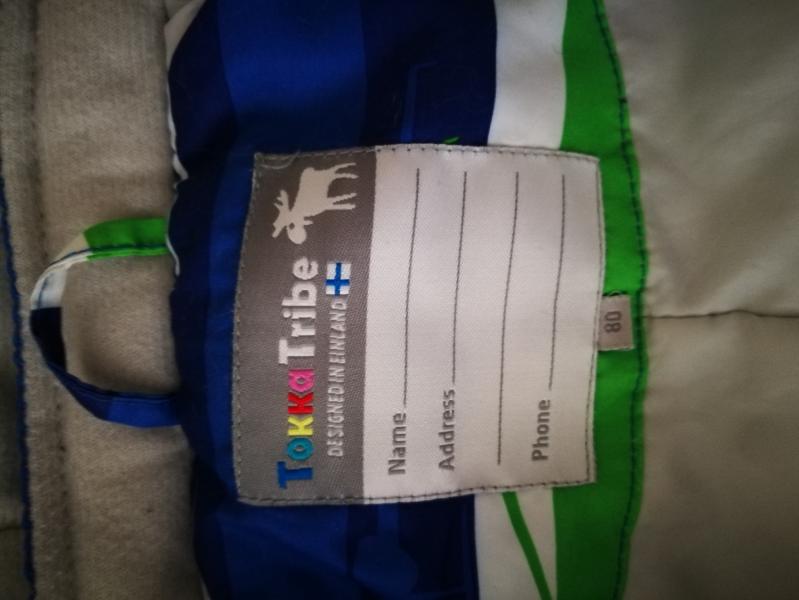 Tokka Tribe
DESIGNED IN FINLAND
Name
Address
Phone
80